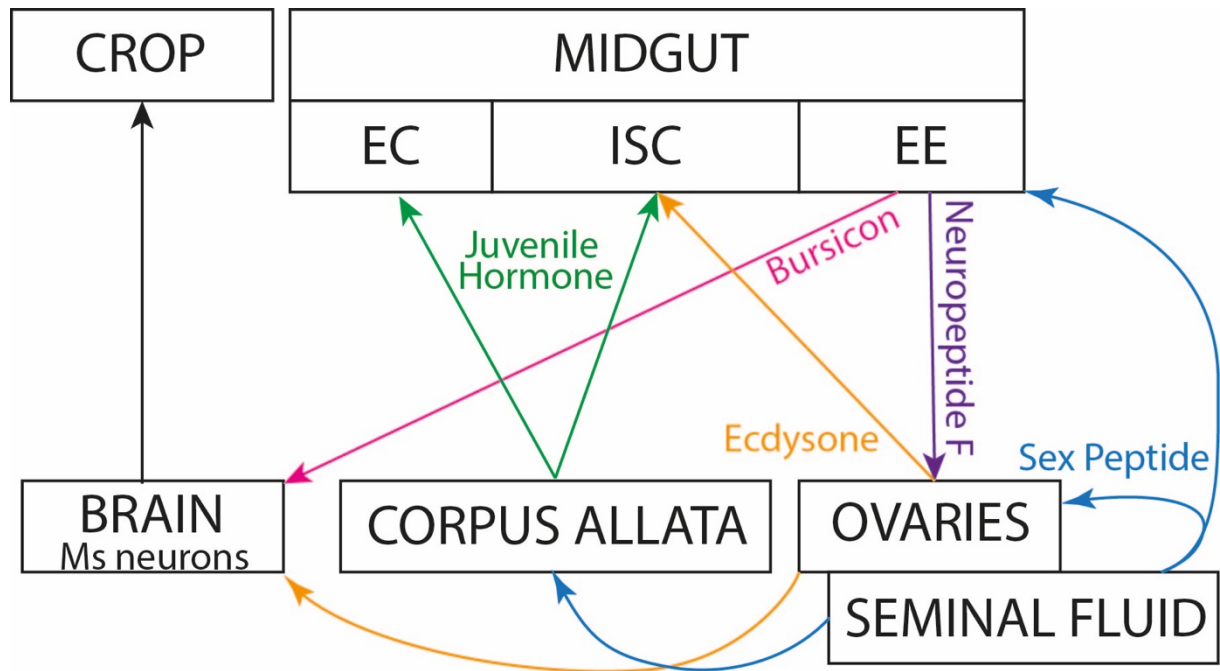 CROP
MIDGUT
EC
ISC
EE
Juvenile
Hormone
Bursicon
Neuropeptide F
Ecdysone
Sex Peptide
BRAIN
Ms neurons
CORPUS ALLATA
OVARIES
SEMINAL FLUID